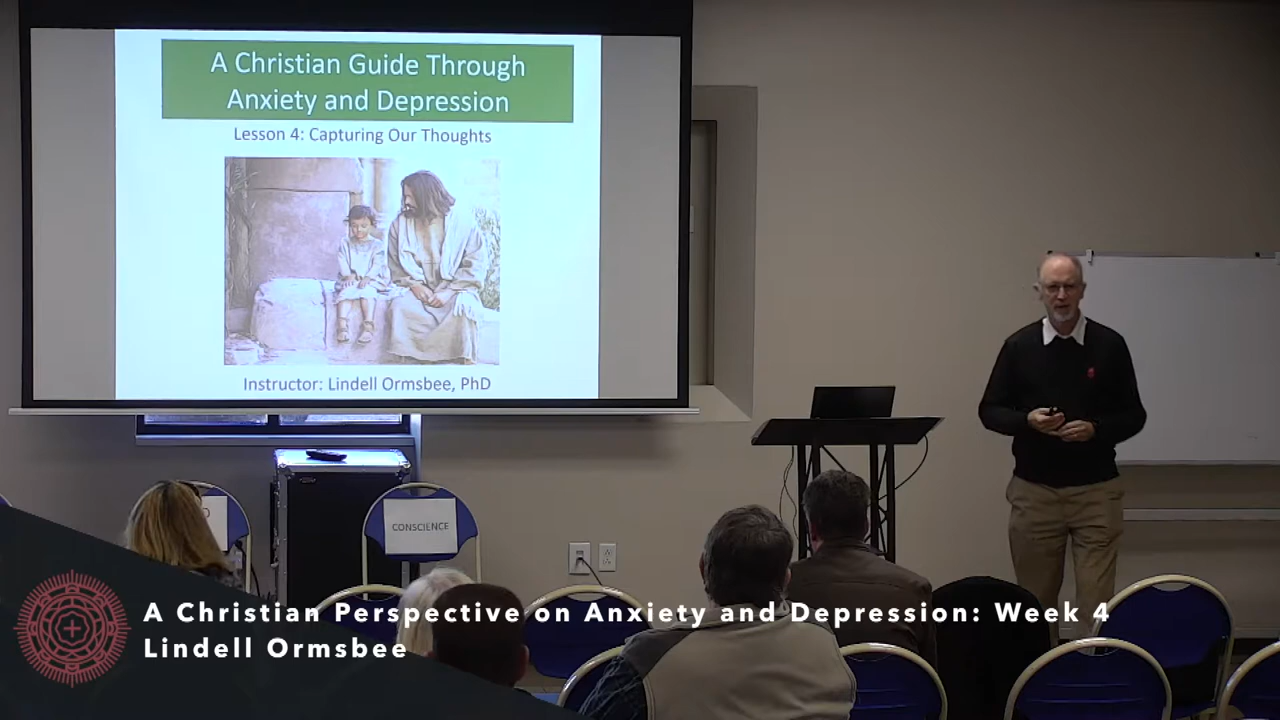 A Christian Guide Through
Anxiety and Depression
Lesson 4: Capturing Our Thoughts
Instructor: Lindell Ormsbee, PhD
CONSCIENCE
A Christian Perspective on Anxiety and Depression: Week 4
Lindell Ormsbee